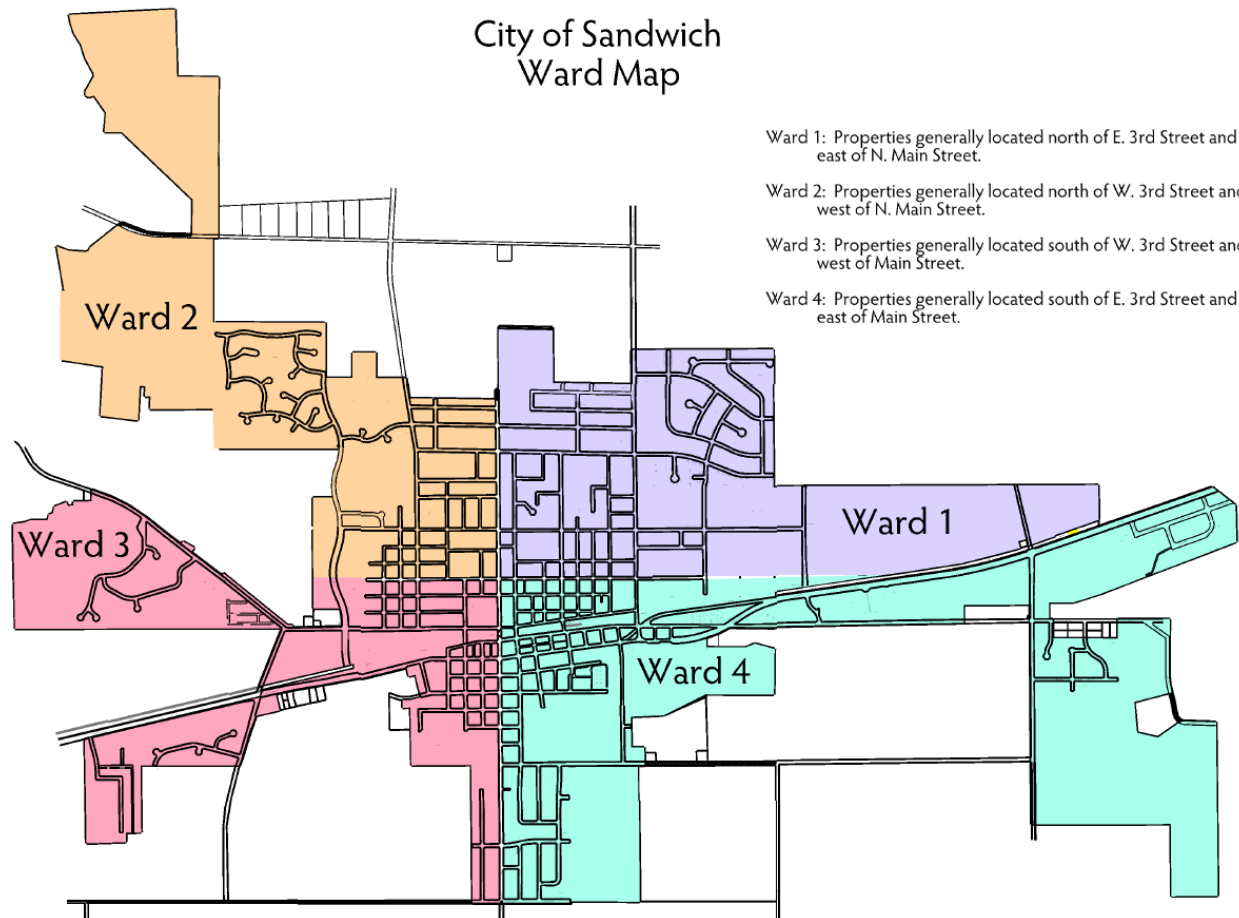 City of Sandwich
Ward Map
Ward 1: Properties generally located north of E. 3rd Street and
east of N. Main Street.
Ward 2: Properties generally located north of W. 3rd Street and
west of N. Main Street.
Ward 3: Properties generally located south of W. 3rd Street and
west of Main Street.
Ward 4: Properties generally located south of E. 3rd Street and
east of Main Street.
Ward 2
Ward 1
Ward 3
Ward 4